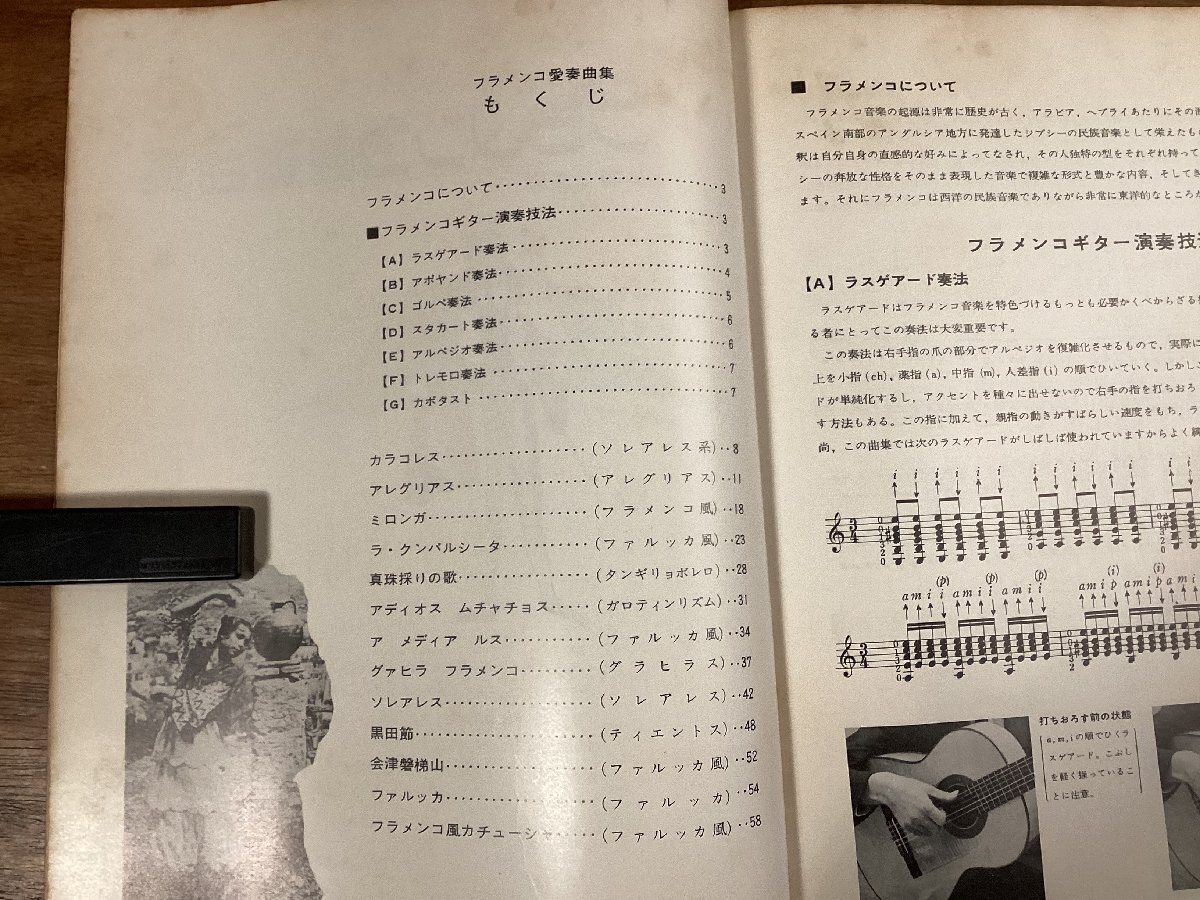 フラメンコ愛奏曲集
もくじ
フラメンコについて‥‥‥‥‥‥‥‥‥‥3
■フラメンコギター演奏技法‥‥‥‥‥‥‥‥3
【A】ラスゲアード奏法‥‥‥‥‥‥‥‥‥‥3
【B】アポヤンド奏法‥‥‥‥‥‥‥‥‥‥4
【C】ゴルペ奏法‥‥‥‥‥‥‥‥‥‥5
【D】スタカート奏法‥‥‥‥‥‥‥‥‥‥6
【E】アルペジオ奏法‥‥‥‥‥‥‥‥‥‥6
【F】トレモロ奏法‥‥‥‥‥‥‥‥‥‥7
【G】カポタスト‥‥‥‥‥‥‥‥‥‥7
カラコレス‥‥‥‥‥‥(ソレアレス系)‥8
アレグリアス‥‥‥‥‥‥(アレグリアス)‥11
ミロンガ‥‥‥‥‥‥(フラメンコ風)‥18
ラ・クンパルシータ‥‥‥‥(ファルッカ風)‥23
真珠採りの歌‥‥‥‥‥‥(タンギリョボレロ)‥28
アディオス ムチャチョス‥‥(ガロティンリズム)‥31
ア メディア ルス‥‥‥‥(ファルッカ風)‥34
グァヒラ フラメンコ‥‥‥‥(グラヒラス)‥37
ソレアレス‥‥‥‥‥‥(ソレアレス)‥42
黒田節‥‥‥‥‥‥(ティエントス)‥48
会津磐梯山‥‥‥‥‥‥(ファルッカ風)‥52
ファルッカ‥‥‥‥‥‥(ファルッカ)‥54
フラメンコ風カチューシャ‥‥(ファルッカ風)‥58
■ フラメンコについて
フラメンコ音楽の起源は非常に歴史が古く，アラビア，ヘブライあたりにその
スペイン南部のアンダルシア地方に発達したジプシーの民族音楽として栄えたも
釈は自分自身の直感的な好みによってなされ，その人独特の型をそれぞれ持って
シーの奔放な性格をそのまま表現した音楽で複雑な形式と豊かな内容，そしてき
ます。それにフラメンコは西洋の民族音楽でありながら非常に東洋的なところか
フラメンコギター演奏技
【A】ラスゲアード奏法
ラスゲアードはフラメンコ音楽を特色づけるもっとも必要かくべからざる
る者にとってこの奏法は大変重要です。
この奏法は右手指の爪の部分でアルペジオを復雑化させるもので，実際に
上を小指(ch)，薬指(a)，中指(m)，人差指(i)の順でひいていく。しかし
ドが単純化するし，アクセントを種々に出せないので右手の指を打ちおろ
す方法もある。この指に加えて，親指の動きがすばらしい速度をもち，ラ
尚，この曲集では次のラスゲアードがしばしば使われていますからよく
i i i i i i i i i i i i i i
3 4
(p) (p) (p) (i) (i)
a m i i a m i i a m i i a m i p a m i p a m i
3 4
打ちおろす前の状態
a,m,iの順でひくラ
スゲアード。こぶし
を軽く振っているこ
とに注意。